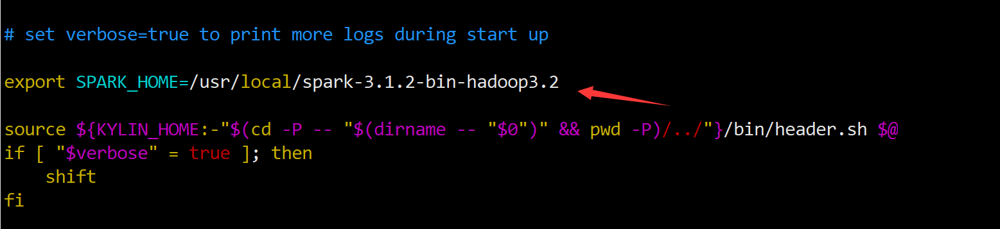 # set verbose=true to print more logs during start up
export SPARK_HOME=/usr/local/spark-3.1.2-bin-hadoop3.2
source ${KYLIN_HOME:-"$(cd -P -- "$(dirname -- "$0")" && pwd -P)/../"}/bin/header.sh $@
if [ "$verbose" = true ]; then
    shift
fi